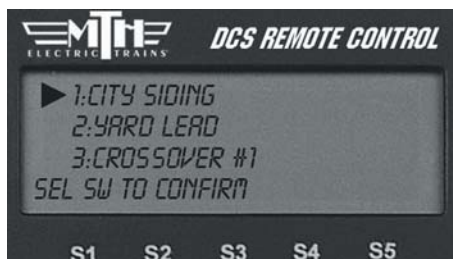 MTH
ELECTRIC TRAINS
DCS REMOTE CONTROL
1:CITY SIDING
2:YARD LEAD
3:CROSSOVER #1
SEL SW TO CONFIRM
S1 S2 S3 S4 S5